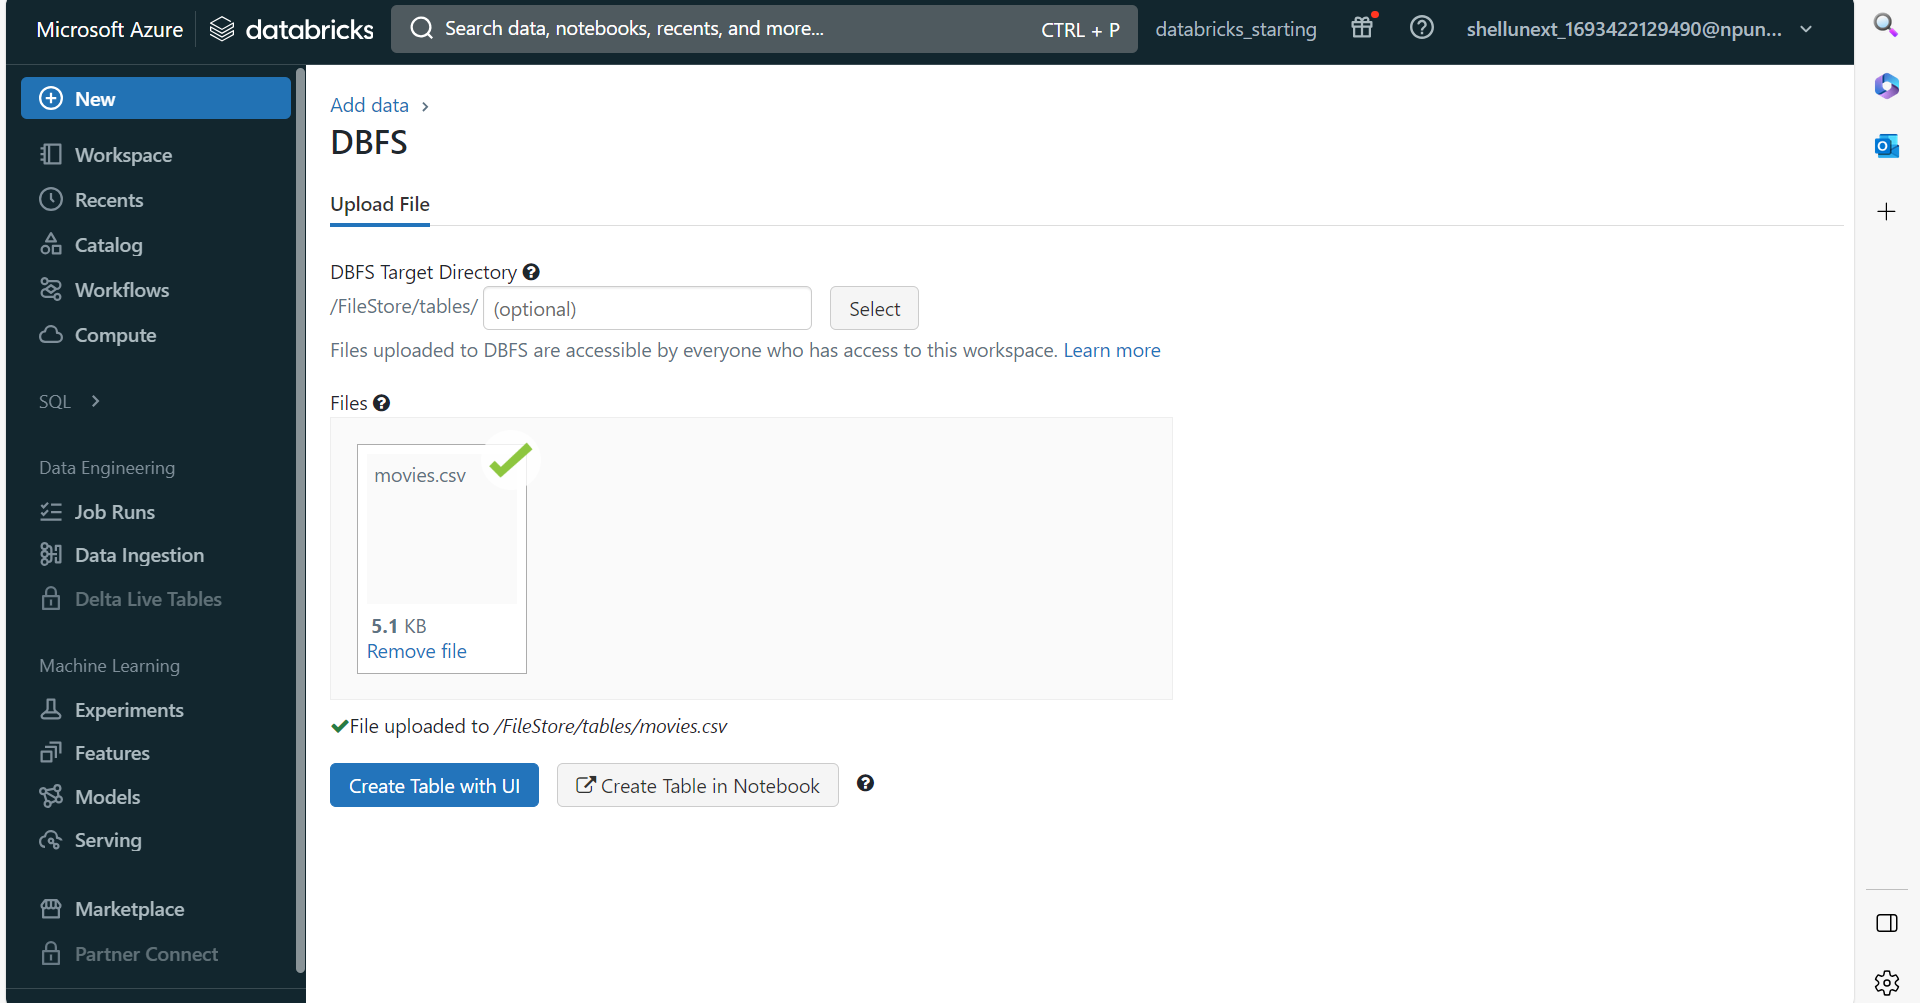 Microsoft Azure
databricks
Search data, notebooks, recents, and more...
CTRL + P
databricks_starting
shellunext_1693422129490@npun...
New
Workspace
Recents
Catalog
Workflows
Compute
SQL
Data Engineering
Job Runs
Data Ingestion
Delta Live Tables
Machine Learning
Experiments
Features
Models
Serving
Marketplace
Partner Connect
Add data
DBFS
Upload File
DBFS Target Directory
/FileStore/tables/ (optional) Select
Files uploaded to DBFS are accessible by everyone who has access to this workspace. Learn more
Files
movies.csv
5.1 KB
Remove file
File uploaded to /FileStore/tables/movies.csv
Create Table with UI
Create Table in Notebook